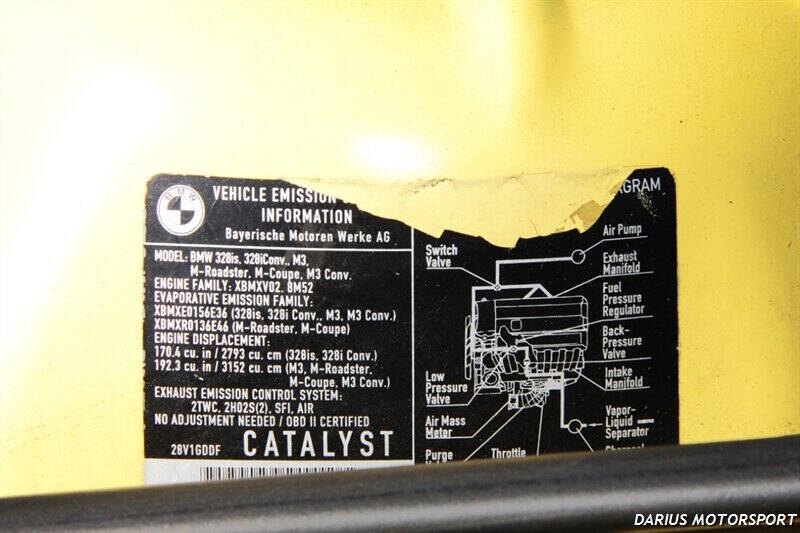 BMW
VEHICLE EMISSION
INFORMATION
Bayerische Motoren Werke AG
MODEL: BMW 328is, 328iConv., M3,
M-Roadster, M-Coupe, M3 Conv.
ENGINE FAMILY: XBMXV02.8M52
EVAPORATIVE EMISSION FAMILY:
XBMXE0156E36 (328is, 328i Conv., M3, M3 Conv.)
XBMXR0136E46 (M-Roadster, M-Coupe)
ENGINE DISPLACEMENT:
170.4 cu. in / 2793 cu. cm (328is, 328i Conv.)
192.3 cu. in / 3152 cu. cm (M3, M-Roadster,
M-Coupe, M3 Conv.)
EXHAUST EMISSION CONTROL SYSTEM:
2TWC, 2HO2S(2), SFI, AIR
NO ADJUSTMENT NEEDED / OBD II CERTIFIED
28V1GDDF CATALYST
AGRAM
Air Pump
Switch
Valve
Exhaust
Manifold
Fuel
Pressure
Regulator
Back-
Pressure
Valve
Intake
Manifold
Low
Pressure
Valve
Air Mass
Meter
Vapor-
Liquid
Separator
Purge
Throttle
DARIUS MOTORSPORT